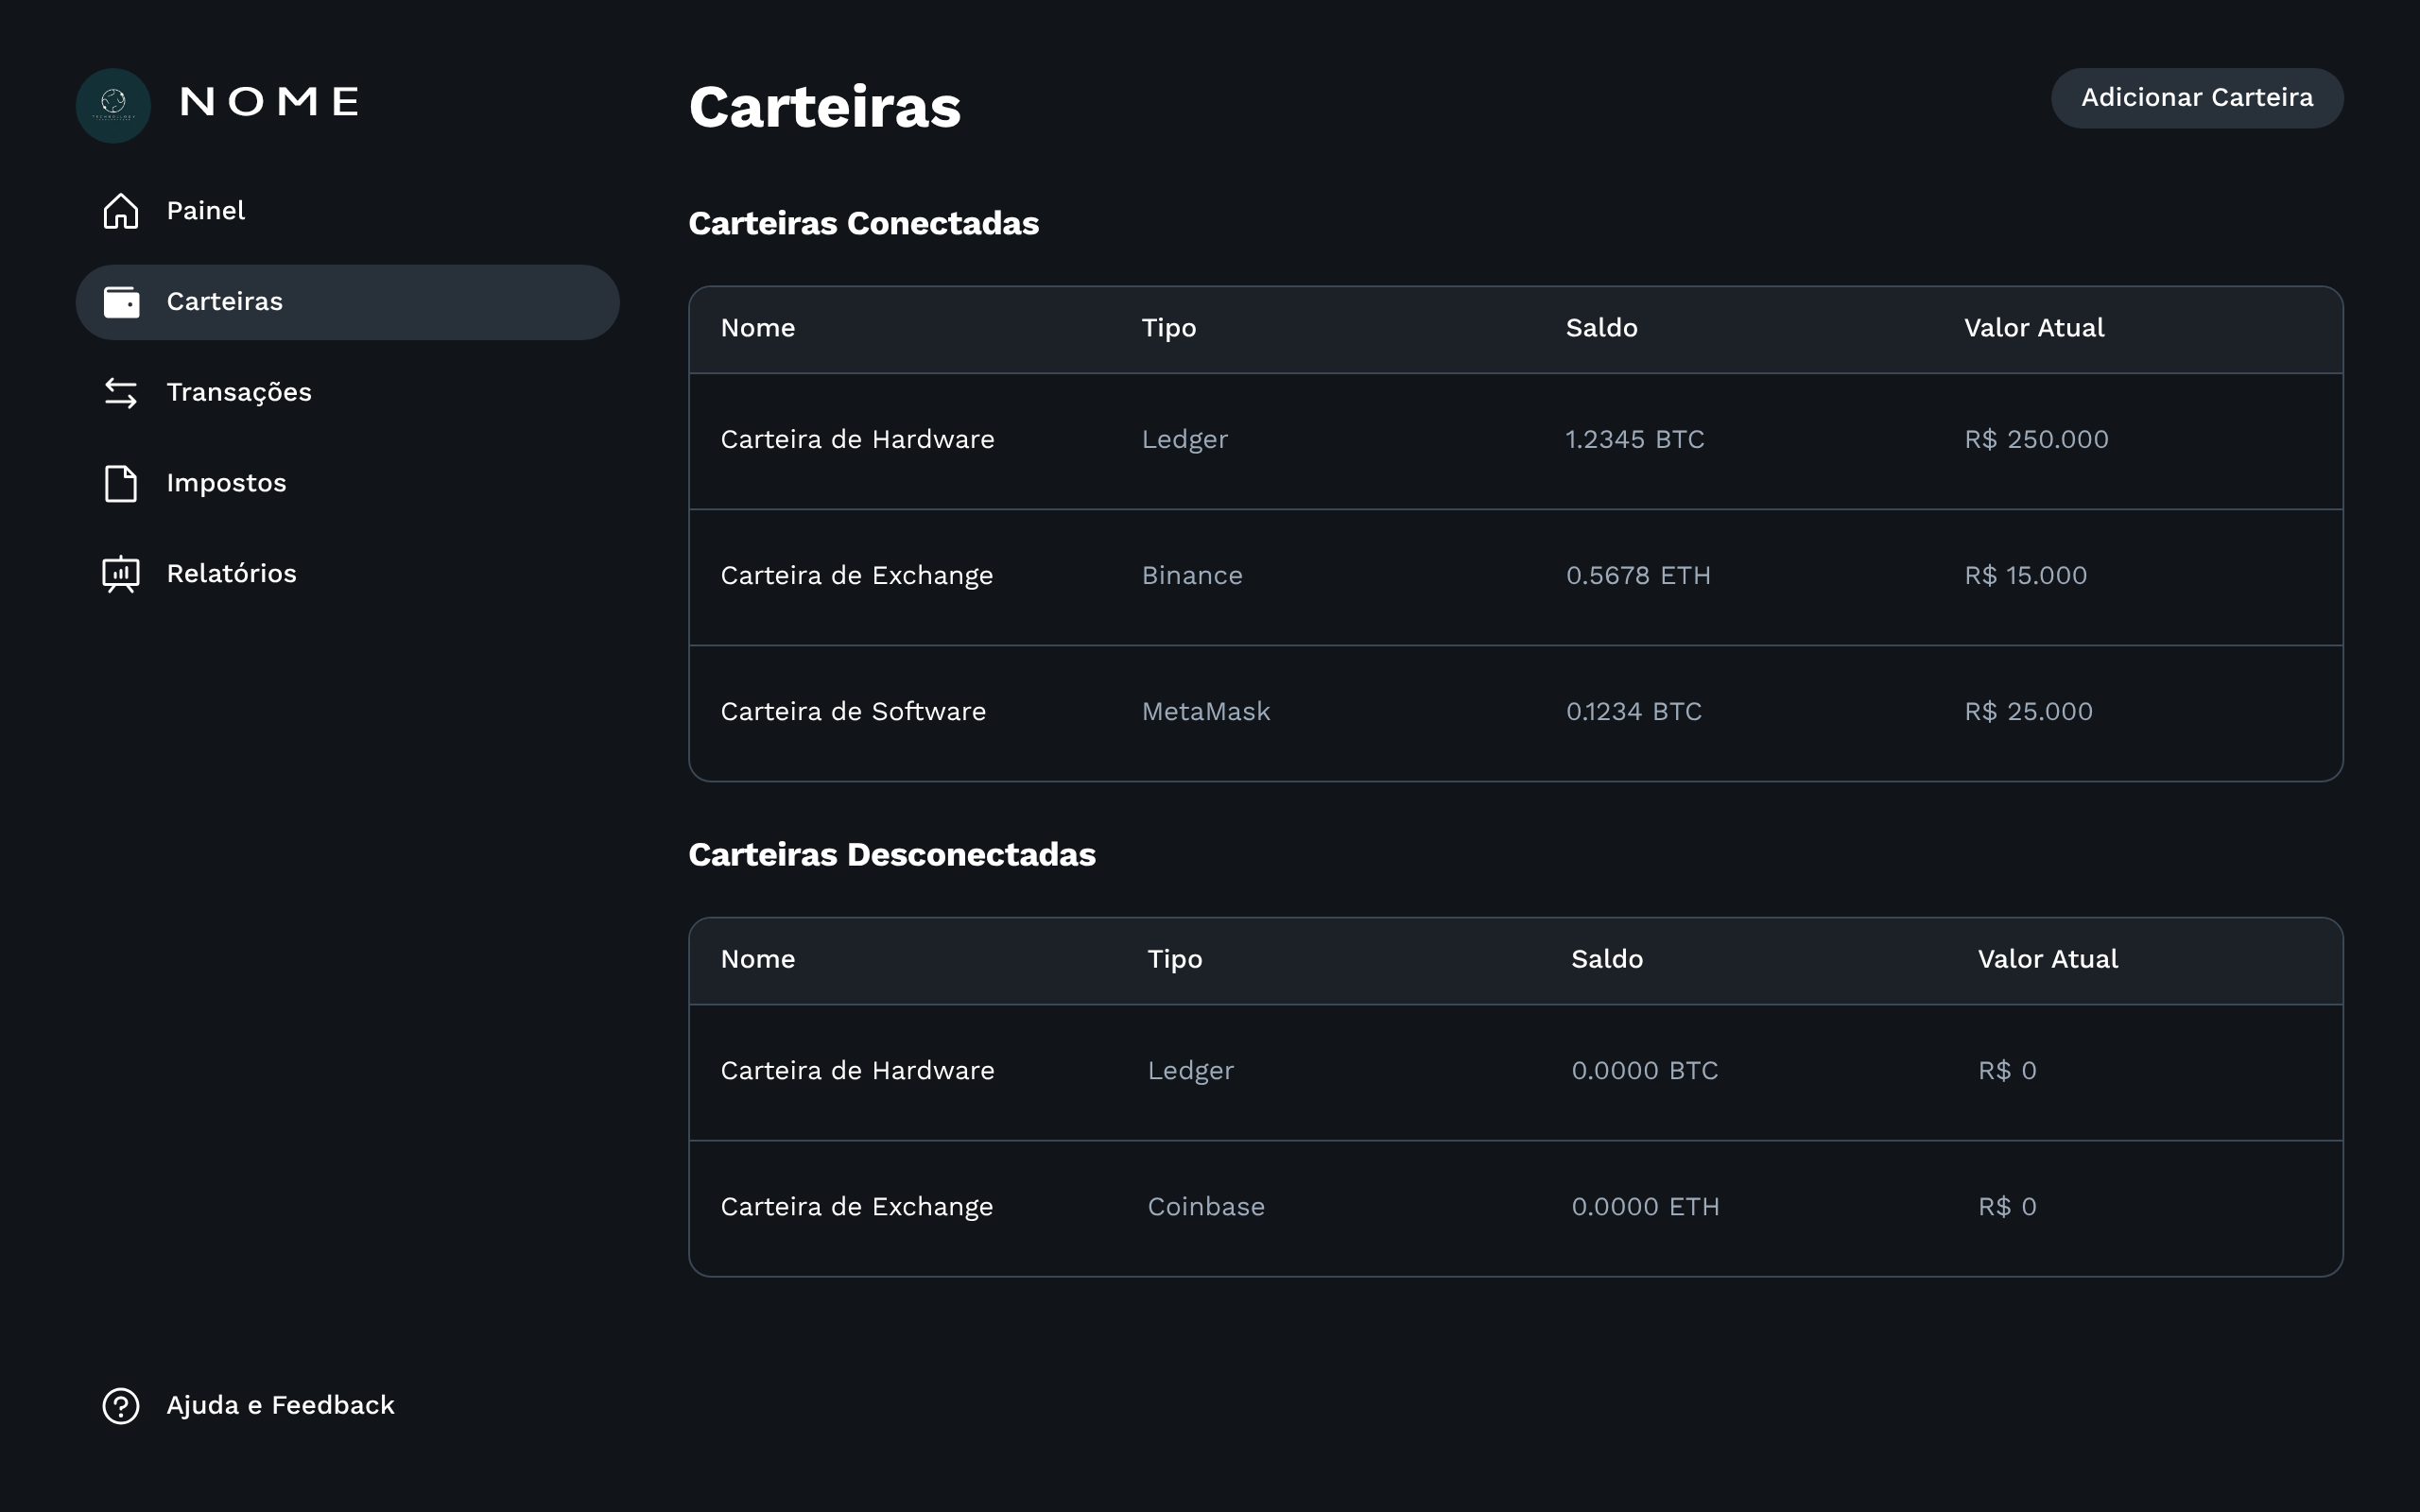 NOME
Painel
Carteiras
Transações
Impostos
Relatórios
Ajuda e Feedback
Carteiras
Adicionar Carteira
Carteiras Conectadas
Nome Tipo Saldo Valor Atual
Carteira de Hardware Ledger 1.2345 BTC R$ 250.000
Carteira de Exchange Binance 0.5678 ETH R$ 15.000
Carteira de Software MetaMask 0.1234 BTC R$ 25.000
Carteiras Desconectadas
Nome Tipo Saldo Valor Atual
Carteira de Hardware Ledger 0.0000 BTC R$ 0
Carteira de Exchange Coinbase 0.0000 ETH R$ 0